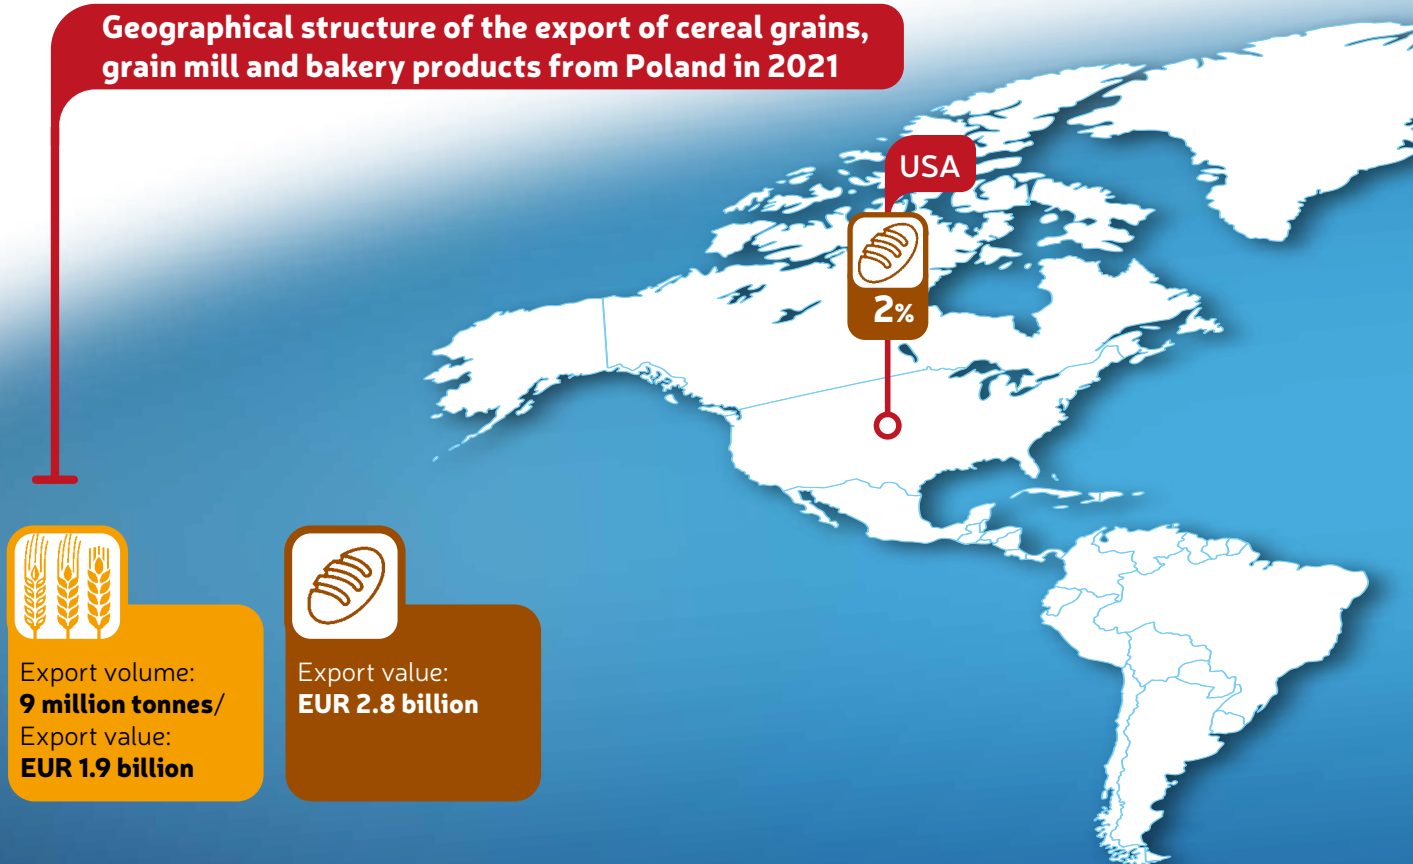 Geographical structure of the export of cereal grains,
grain mill and bakery products from Poland in 2021
USA
2%
Export volume:
9 million tonnes/
Export value:
EUR 1.9 billion
Export value:
EUR 2.8 billion